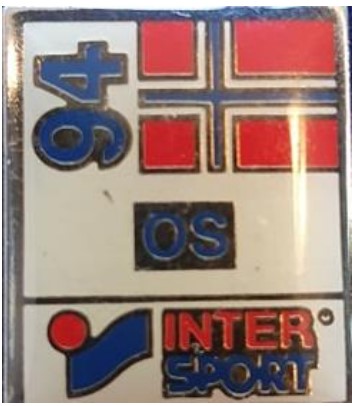 94
OS
INTER
SPORT